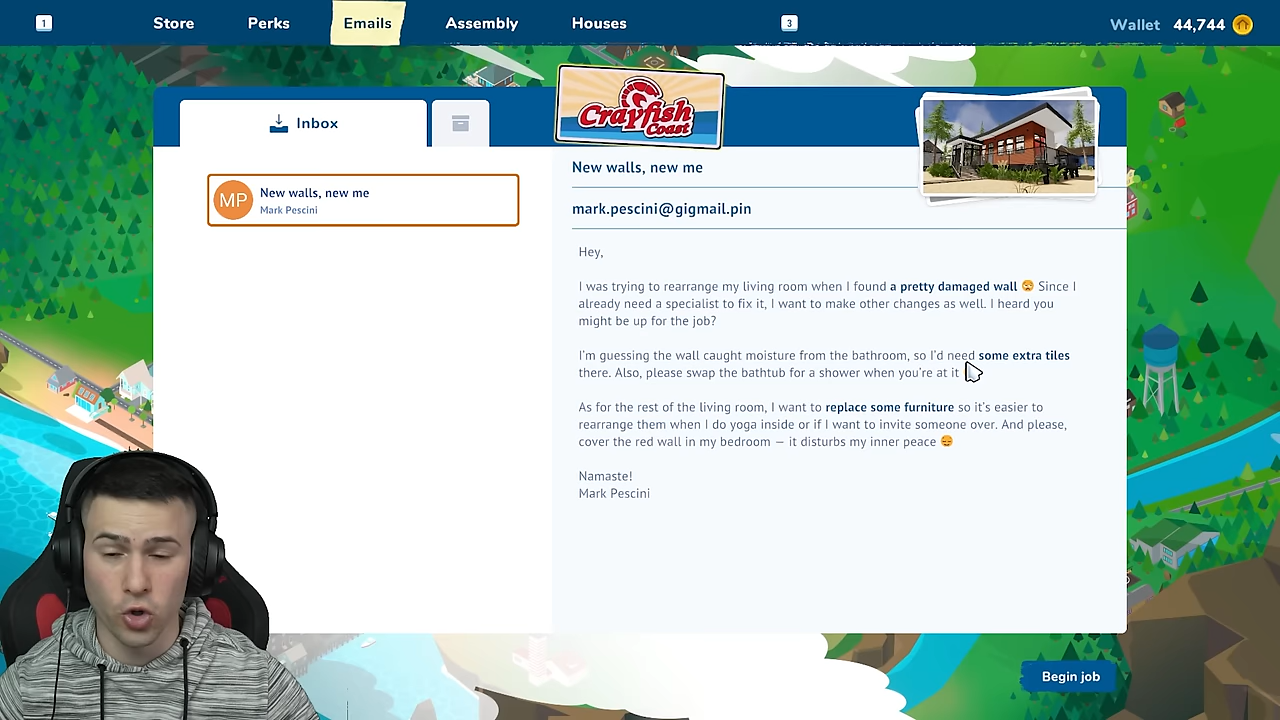 1 Store Perks Emails Assembly Houses 3 Wallet 44,744
Inbox
Crayfish
Coast
New walls, new me
Mark Pescini
MP
New walls, new me
mark.pescini@gigmail.pin
Hey,
I was trying to rearrange my living room when I found a pretty damaged wall 😤 Since I
already need a specialist to fix it, I want to make other changes as well. I heard you
might be up for the job?
I'm guessing the wall caught moisture from the bathroom, so I'd need some extra tiles
there. Also, please swap the bathtub for a shower when you're at it
As for the rest of the living room, I want to replace some furniture so it's easier to
rearrange them when I do yoga inside or if I want to invite someone over. And please,
cover the red wall in my bedroom — it disturbs my inner peace 😌
Namaste!
Mark Pescini
Begin job